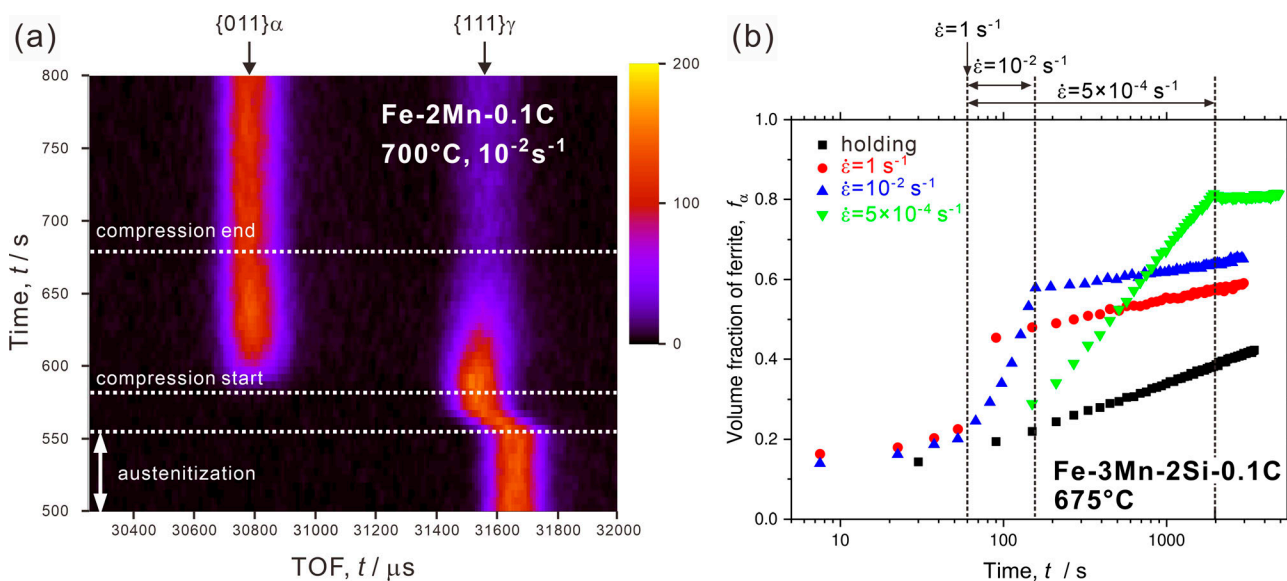 (a)
{011}α
{111}γ
Fe-2Mn-0.1C
700°C, 10⁻²s⁻¹
compression end
compression start
austenitization
Time, t / s
800
750
700
650
600
550
500
30400
30600
30800
31000
31200
31400
31600
31800
32000
TOF, t / μs
200
100
0
(b)
ε̇=1 s⁻¹
ε̇=10⁻² s⁻¹
ε̇=5×10⁻⁴ s⁻¹
holding
ε̇=1 s⁻¹
ε̇=10⁻² s⁻¹
ε̇=5×10⁻⁴ s⁻¹
Fe-3Mn-2Si-0.1C
675°C
Volume fraction of ferrite, fα
1.0
0.8
0.6
0.4
0.2
0.0
10
100
1000
Time, t / s